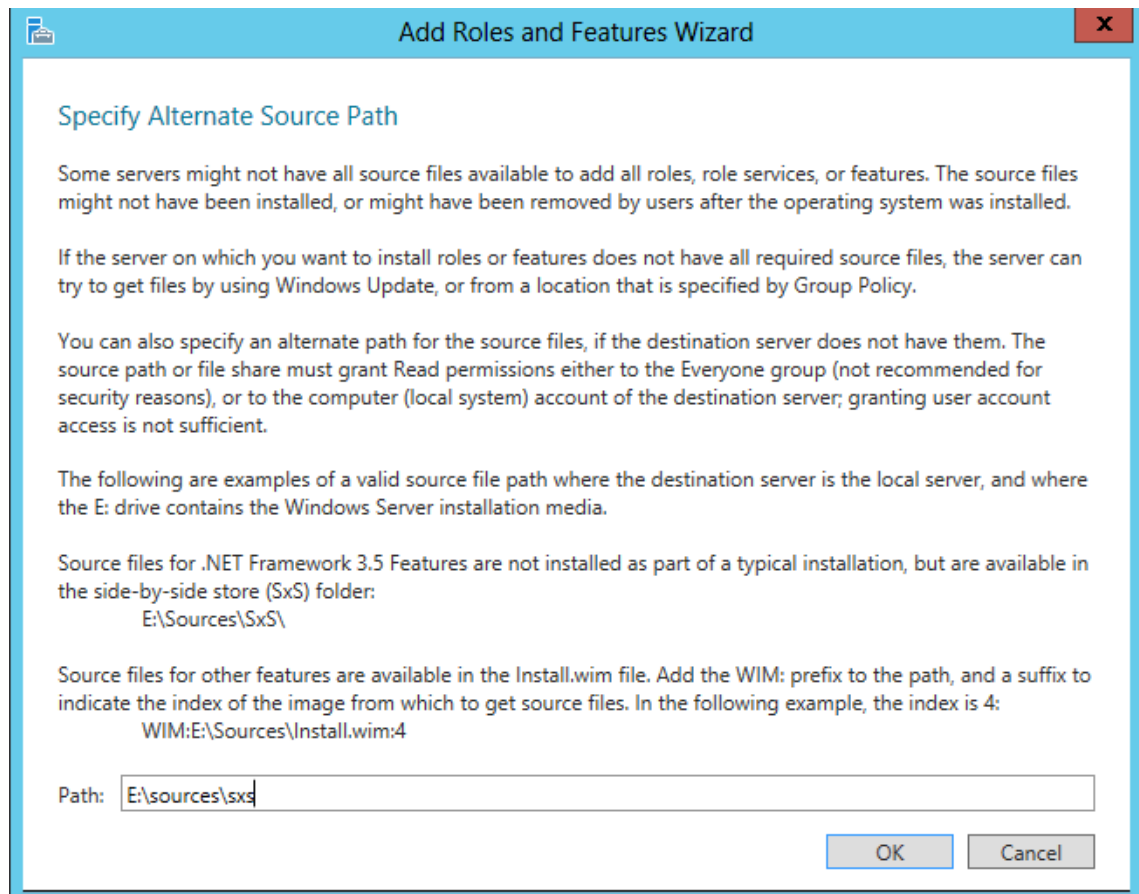 Add Roles and Features Wizard
x
Specify Alternate Source Path
Some servers might not have all source files available to add all roles, role services, or features. The source files
might not have been installed, or might have been removed by users after the operating system was installed.
If the server on which you want to install roles or features does not have all required source files, the server can
try to get files by using Windows Update, or from a location that is specified by Group Policy.
You can also specify an alternate path for the source files, if the destination server does not have them. The
source path or file share must grant Read permissions either to the Everyone group (not recommended for
security reasons), or to the computer (local system) account of the destination server; granting user account
access is not sufficient.
The following are examples of a valid source file path where the destination server is the local server, and where
the E: drive contains the Windows Server installation media.
Source files for .NET Framework 3.5 Features are not installed as part of a typical installation, but are available in
the side-by-side store (SxS) folder:
E:\Sources\SxS\
Source files for other features are available in the Install.wim file. Add the WIM: prefix to the path, and a suffix to
indicate the index of the image from which to get source files. In the following example, the index is 4:
WIM:E:\Sources\Install.wim:4
Path: E:\sources\sxs
OK Cancel